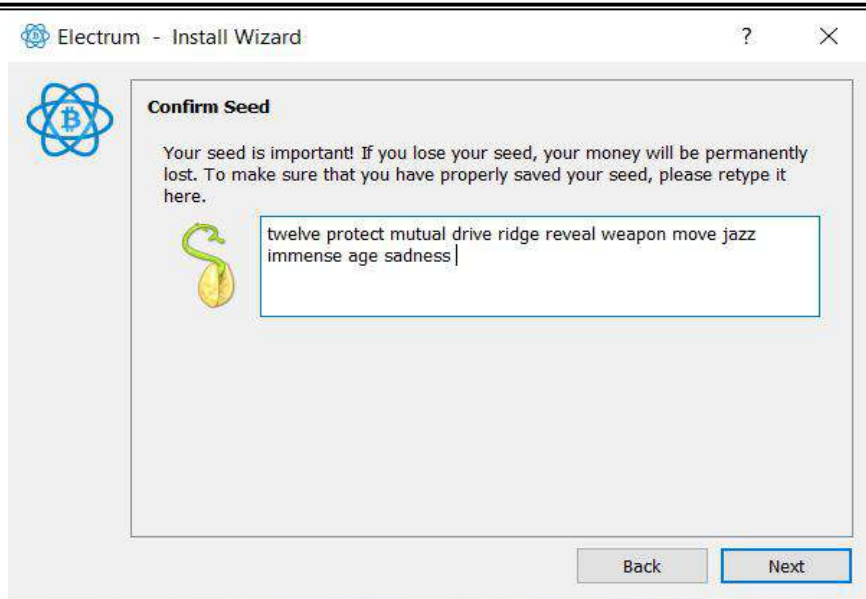 Electrum - Install Wizard
?
Confirm Seed
Your seed is important! If you lose your seed, your money will be permanently
lost. To make sure that you have properly saved your seed, please retype it
here.
twelve protect mutual drive ridge reveal weapon move jazz
immense age sadness
Back
Next